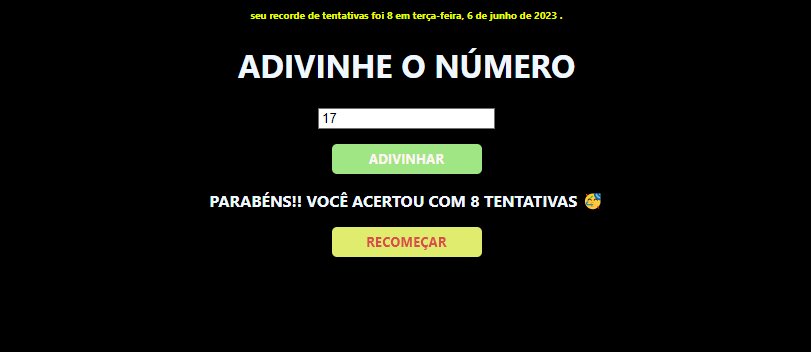 seu recorde de tentativas foi 8 em terça-feira, 6 de junho de 2023 .
ADIVINHE O NÚMERO
17
ADIVINHAR
PARABÉNS!! VOCÊ ACERTOU COM 8 TENTATIVAS 🥳
RECOMEÇAR